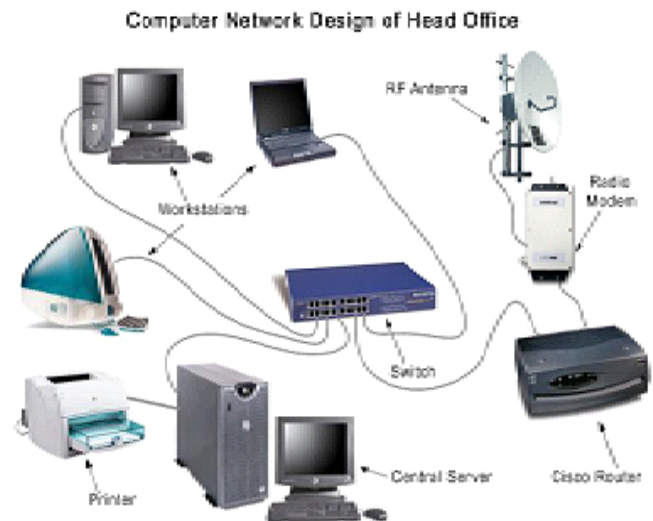 Computer Network Design of Head Office
RF Antenna
Radio
Modem
Workstations
Switch
Central Server
Cisco Router
Printer